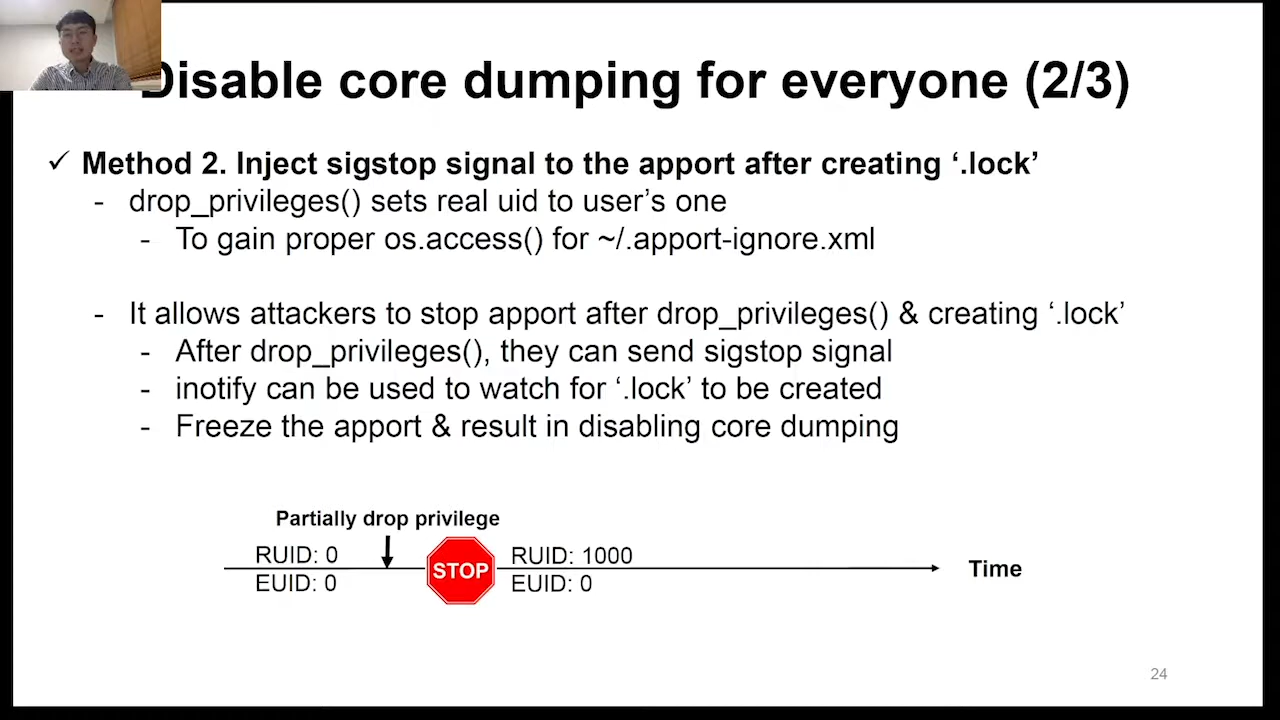 Disable core dumping for everyone (2/3)
✓ Method 2. Inject sigstop signal to the apport after creating ‘.lock’
- drop_privileges() sets real uid to user’s one
- To gain proper os.access() for ~/.apport-ignore.xml
- It allows attackers to stop apport after drop_privileges() & creating ‘.lock’
- After drop_privileges(), they can send sigstop signal
- inotify can be used to watch for ‘.lock’ to be created
- Freeze the apport & result in disabling core dumping
Partially drop privilege
RUID: 0
EUID: 0
STOP
RUID: 1000
EUID: 0
Time
24